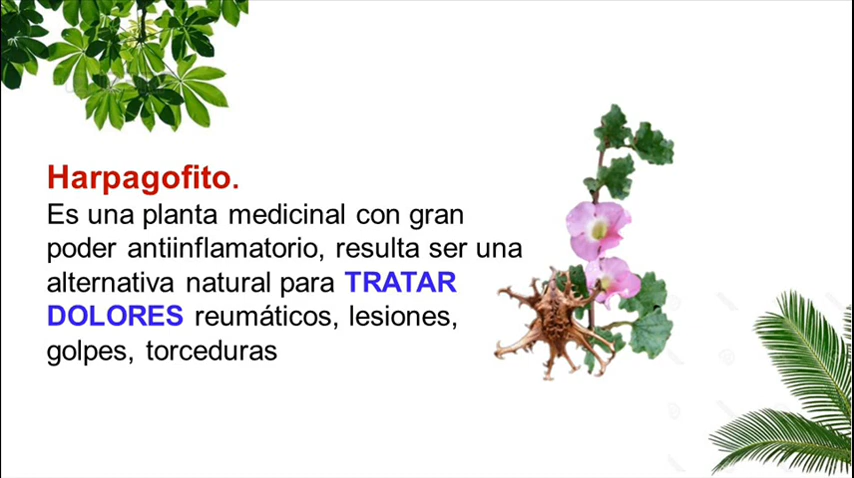 Harpagofito.
Es una planta medicinal con gran
poder antiinflamatorio, resulta ser una
alternativa natural para TRATAR
DOLORES reumáticos, lesiones,
golpes, torceduras